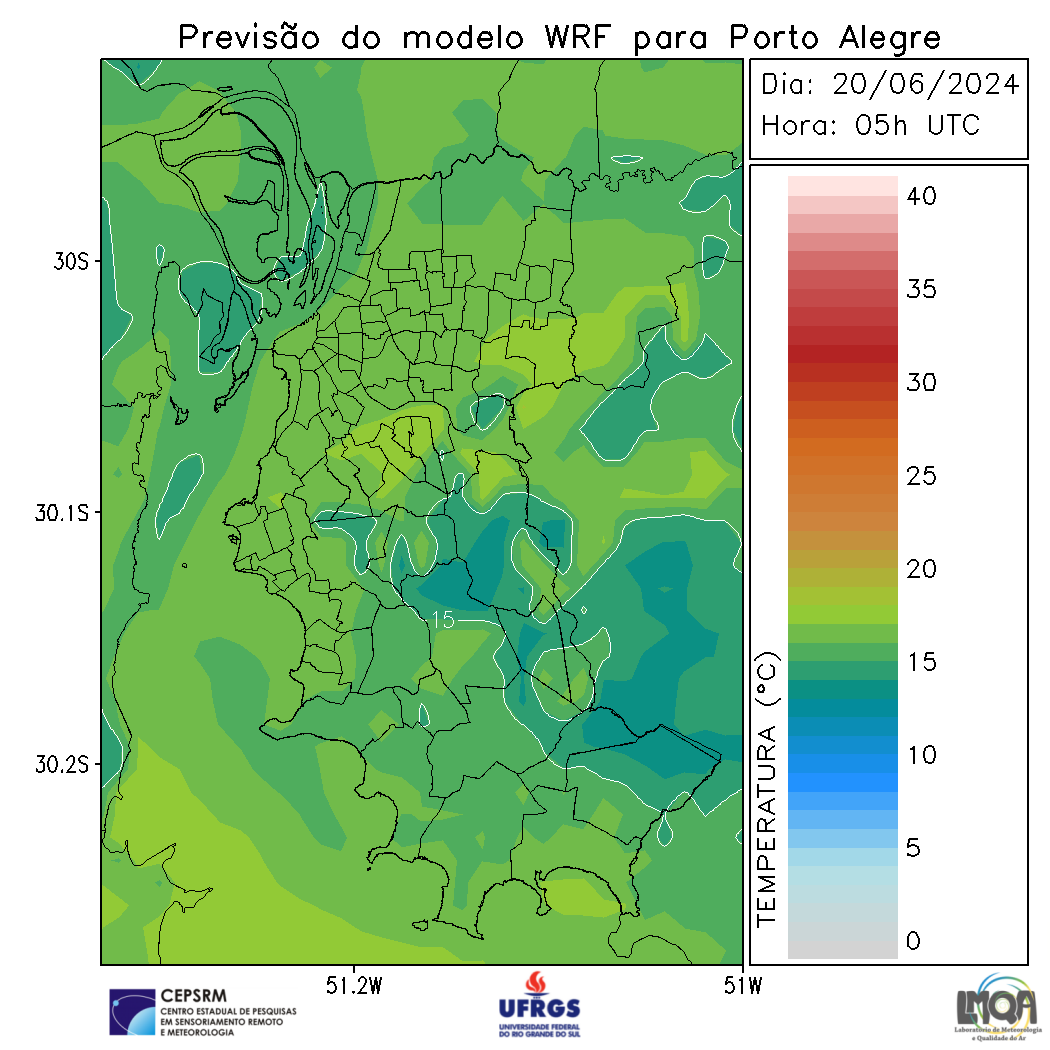 Previsão do modelo WRF para Porto Alegre
Dia: 20/06/2024
Hora: 05h UTC
40
35
30
25
20
15
10
5
0
TEMPERATURA (°C)
30S
30.1S
30.2S
15
51.2W
51W
CEPSRM
CENTRO ESTADUAL DE PESQUISAS
EM SENSORIAMENTO REMOTO
E METEOROLOGIA
UFRGS
UNIVERSIDADE FEDERAL
DO RIO GRANDE DO SUL
LMQA
Laboratório de Meteorologia
e Qualidade do Ar